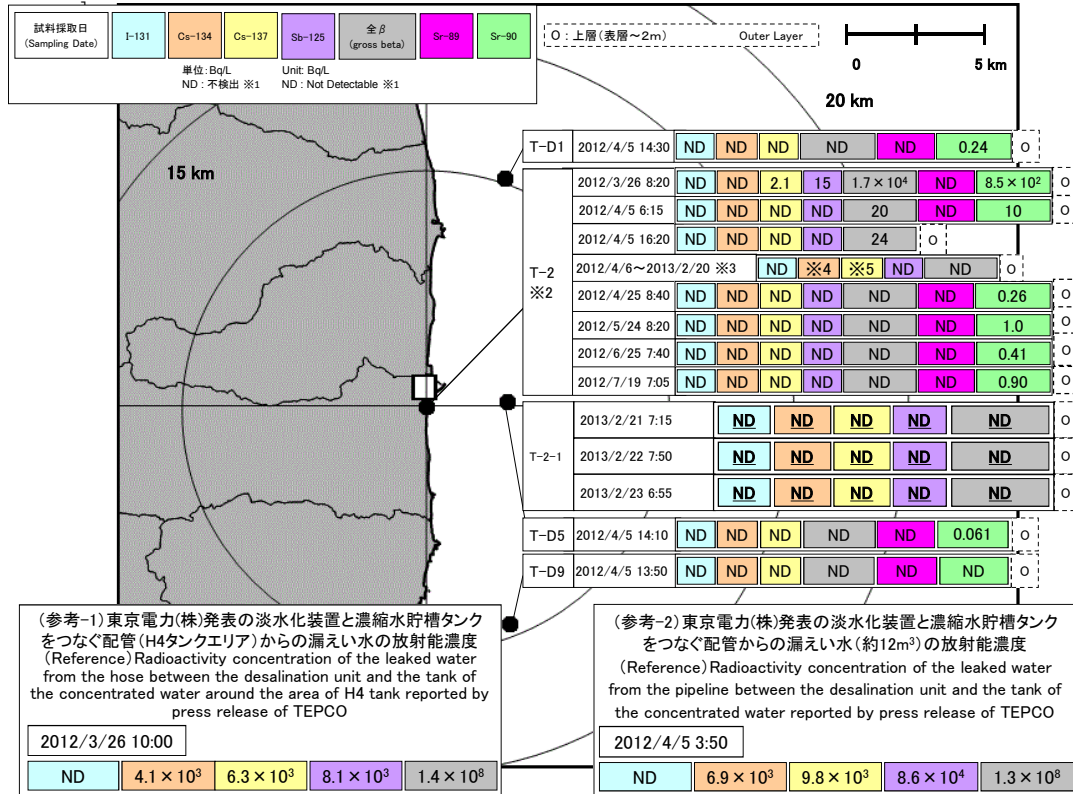 試料採取日
(Sampling Date)
I-131
Cs-134
Cs-137
Sb-125
全β
(gross beta)
Sr-89
Sr-90
単位:Bq/L Unit: Bq/L
ND : 不検出 ※1 ND : Not Detectable ※1
O : 上層(表層~2m) Outer Layer
0 5 km
20 km
15 km
T-D1 2012/4/5 14:30 ND ND ND ND ND 0.24 O
T-2
※2
2012/3/26 8:20 ND ND 2.1 15 1.7×10⁴ ND 8.5×10² O
2012/4/5 6:15 ND ND ND ND 20 ND 10 O
2012/4/5 16:20 ND ND ND ND 24 O
2012/4/6~2013/2/20 ※3 ND ※4 ※5 ND ND O
2012/4/25 8:40 ND ND ND ND ND ND 0.26 O
2012/5/24 8:20 ND ND ND ND ND ND 1.0 O
2012/6/25 7:40 ND ND ND ND ND ND 0.41 O
2012/7/19 7:05 ND ND ND ND ND ND 0.90 O
T-2-1
2013/2/21 7:15 ND ND ND ND ND O
2013/2/22 7:50 ND ND ND ND ND O
2013/2/23 6:55 ND ND ND ND ND O
T-D5 2012/4/5 14:10 ND ND ND ND ND 0.061 O
T-D9 2012/4/5 13:50 ND ND ND ND ND ND O
(参考-1)東京電力(株)発表の淡水化装置と濃縮水貯槽タンク
をつなぐ配管(H4タンクエリア)からの漏えい水の放射能濃度
(Reference)Radioactivity concentration of the leaked water
from the hose between the desalination unit and the tank of
the concentrated water around the area of H4 tank reported by
press release of TEPCO
2012/3/26 10:00
ND 4.1×10³ 6.3×10³ 8.1×10³ 1.4×10⁸
(参考-2)東京電力(株)発表の淡水化装置と濃縮水貯槽タンク
をつなぐ配管からの漏えい水(約12m³)の放射能濃度
(Reference)Radioactivity concentration of the leaked water
from the pipeline between the desalination unit and the tank of
the concentrated water reported by press release of TEPCO
2012/4/5 3:50
ND 6.9×10³ 9.8×10³ 8.6×10⁴ 1.3×10⁸